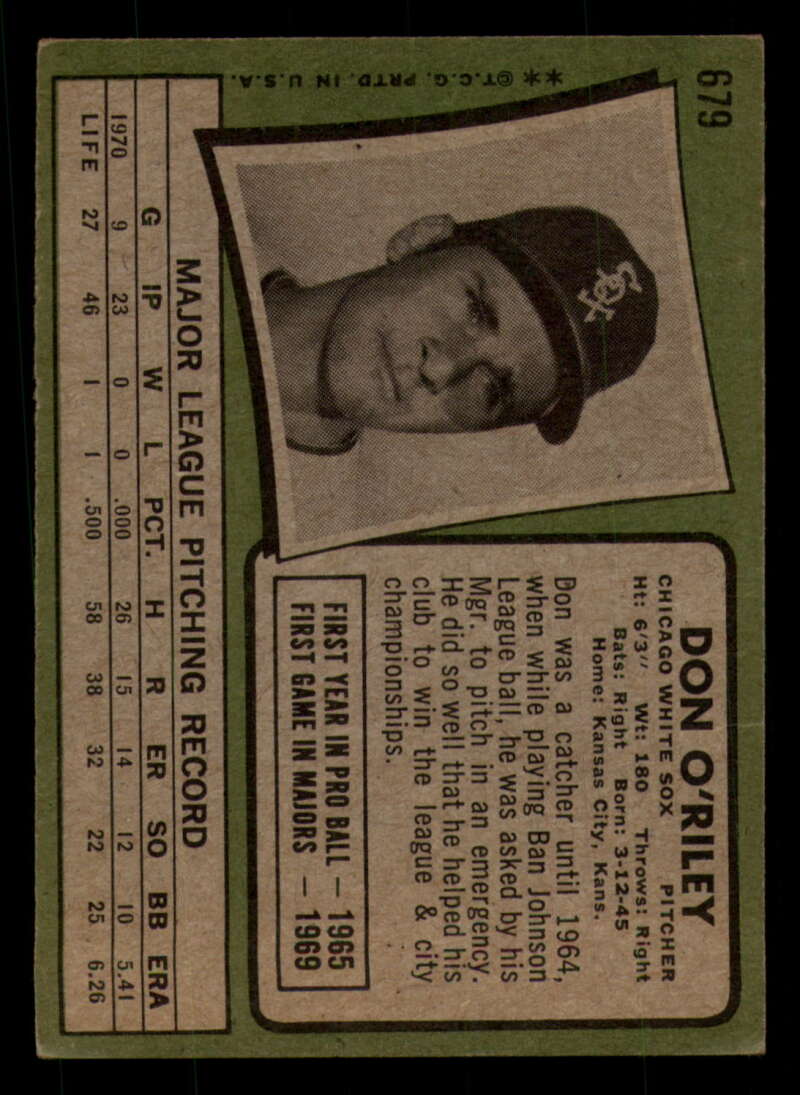 679
**©T.C.G. PRTD. IN U.S.A.
SOX
DON O'RILEY
CHICAGO WHITE SOX PITCHER
Ht: 6'3" Wt: 180 Throws: Right
Bats: Right Born: 3-12-45
Home: Kansas City, Kans.
Don was a catcher until 1964,
when while playing Ban Johnson
League ball, he was asked by his
Mgr. to pitch in an emergency.
He did so well that he helped his
club to win the league & city
championships.
FIRST YEAR IN PRO BALL — 1965
FIRST GAME IN MAJORS — 1969
MAJOR LEAGUE PITCHING RECORD
G IP W L PCT. H R ER SO BB ERA
1970 9 23 0 0 .000 26 15 14 12 10 5.41
LIFE 27 46 1 1 .500 58 38 32 22 25 6.26